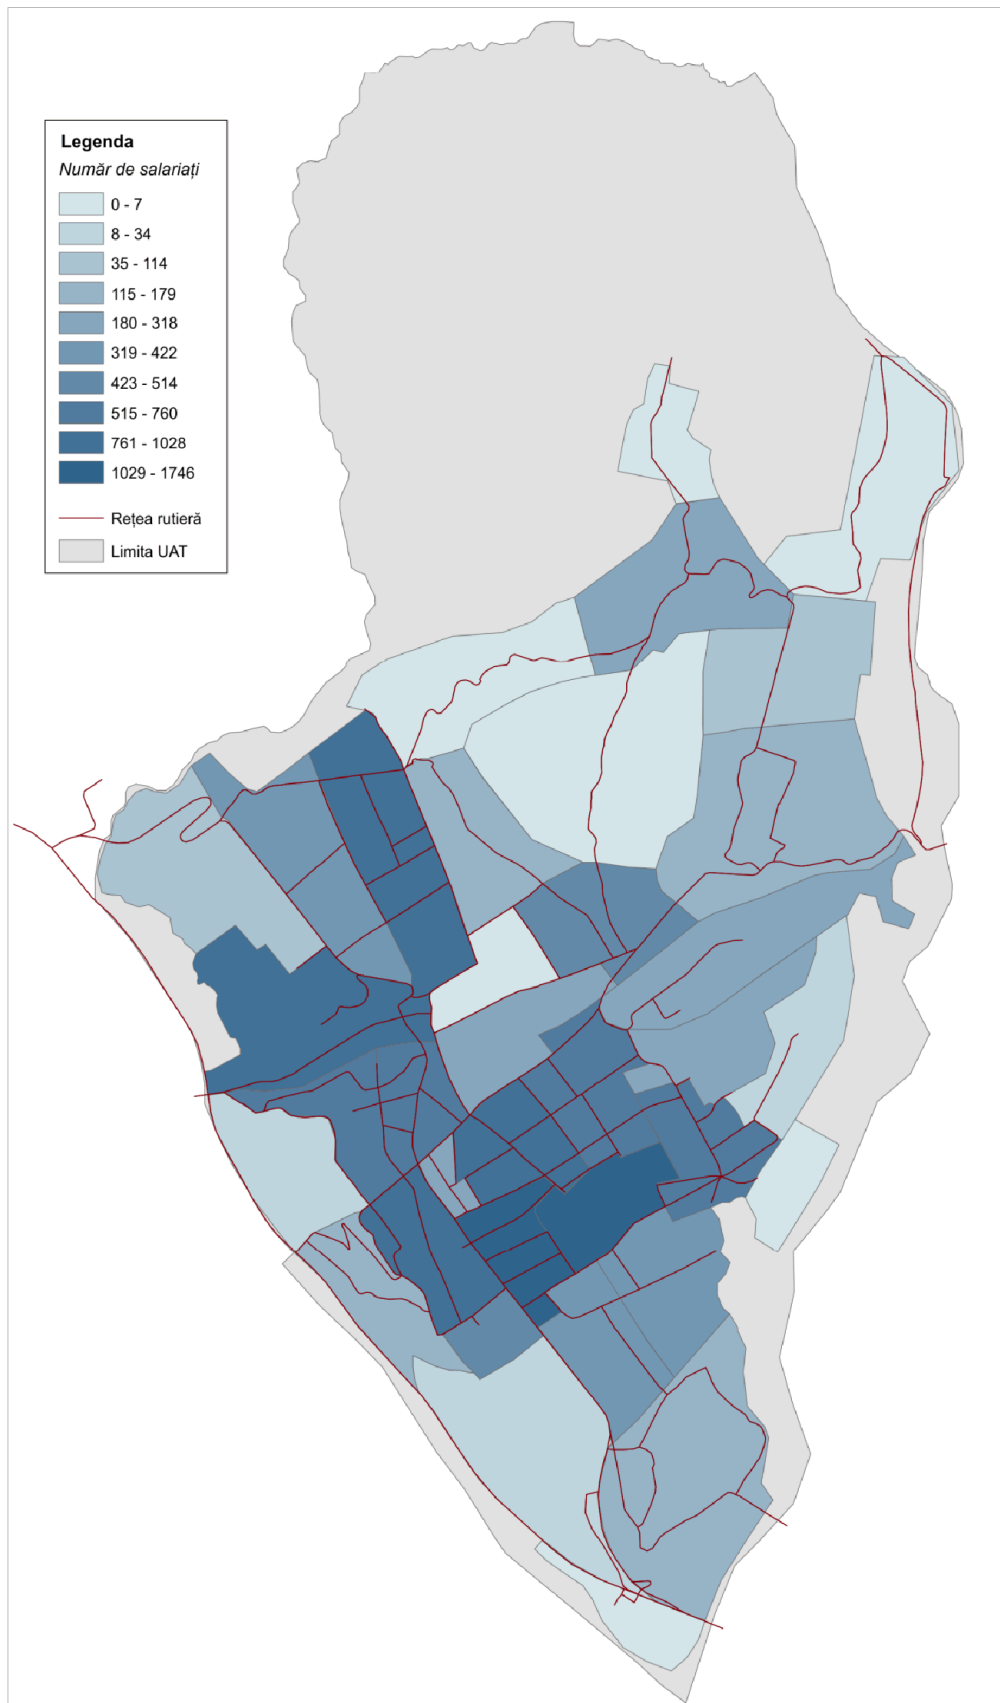 Legenda
Număr de salariați
0 - 7
8 - 34
35 - 114
115 - 179
180 - 318
319 - 422
423 - 514
515 - 760
761 - 1028
1029 - 1746
Rețea rutieră
Limita UAT